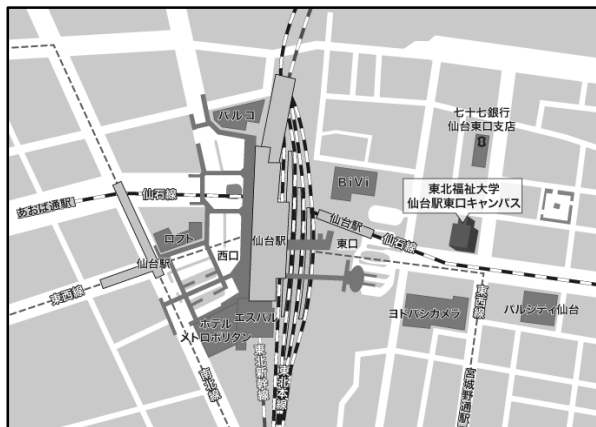 パルコ
七十七銀行
仙台東口支店
BiVi
東北福祉大学
仙台駅東口キャンパス
仙石線
あおば通駅
ロフト
仙台駅
西口
仙台駅
東口
仙台駅
仙石線
東西線
エスパル
ホテル
メトロポリタン
ヨドバシカメラ
東西線
パルシティ仙台
南北線
東北新幹線
東北本線
宮城野通駅